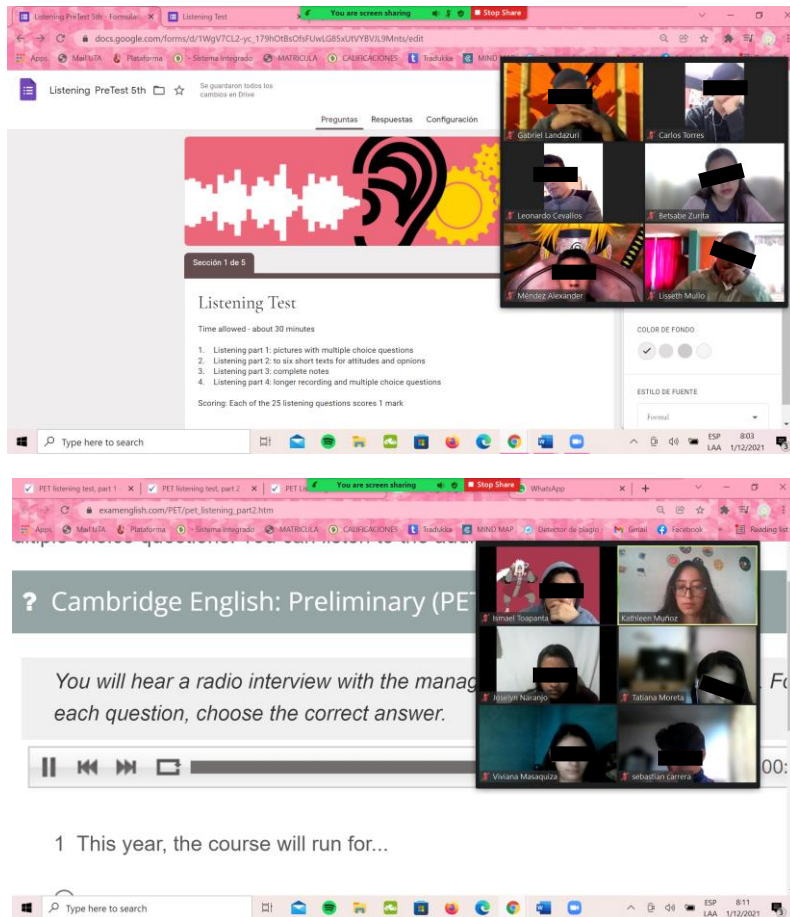 Listening PreTest 5th - Formula
Listening Test
You are screen sharing
Stop Share
docs.google.com/forms/d/1WgV7CL2-yc_179hOtBsOfsFUwLG8SxUtVYBVJL9Mnts/edit
Apps
Mail UTA
Plataforma
- Sistema Integrado
MATRICULA
CALIFICACIONES
Tradukka
MIND MAP
Listening PreTest 5th
Se guardaron todos los
cambios en Drive
Preguntas
Respuestas
Configuración
Gabriel Landazuri
Carlos Torres
Leonardo Cevallos
Betsabe Zurita
Méndez Alexander
Lisseth Mullo
Sección 1 de 5
Listening Test
Time allowed - about 30 minutes
1. Listening part 1: pictures with multiple choice questions
2. Listening part 2: to six short texts for attitudes and opnions
3. Listening part 3: complete notes
4. Listening part 4: longer recording and multiple choice questions
Scoring: Each of the 25 listening questions scores 1 mark
COLOR DE FONDO
ESTILO DE FUENTE
Formal
Type here to search
ESP
LAA
8:03
1/12/2021
PET listening test, part 1
PET listening test, part 2
You are screen sharing
Stop Share
WhatsApp
examenglish.com/PET/pet_listening_part2.htm
Apps
Mail UTA
Plataforma
- Sistema Integrado
MATRICULA
CALIFICACIONES
Tradukka
MIND MAP
Detector de plagio
Gmail
Facebook
Reading list
? Cambridge English: Preliminary (PE
You will hear a radio interview with the manag
each question, choose the correct answer.
00:
Ismael Toapanta
Kathleen Muñoz
Joselyn Naranjo
Tatiana Moreta
Viviana Masaquiza
sebastian carrera
1 This year, the course will run for...
Type here to search
ESP
LAA
8:11
1/12/2021